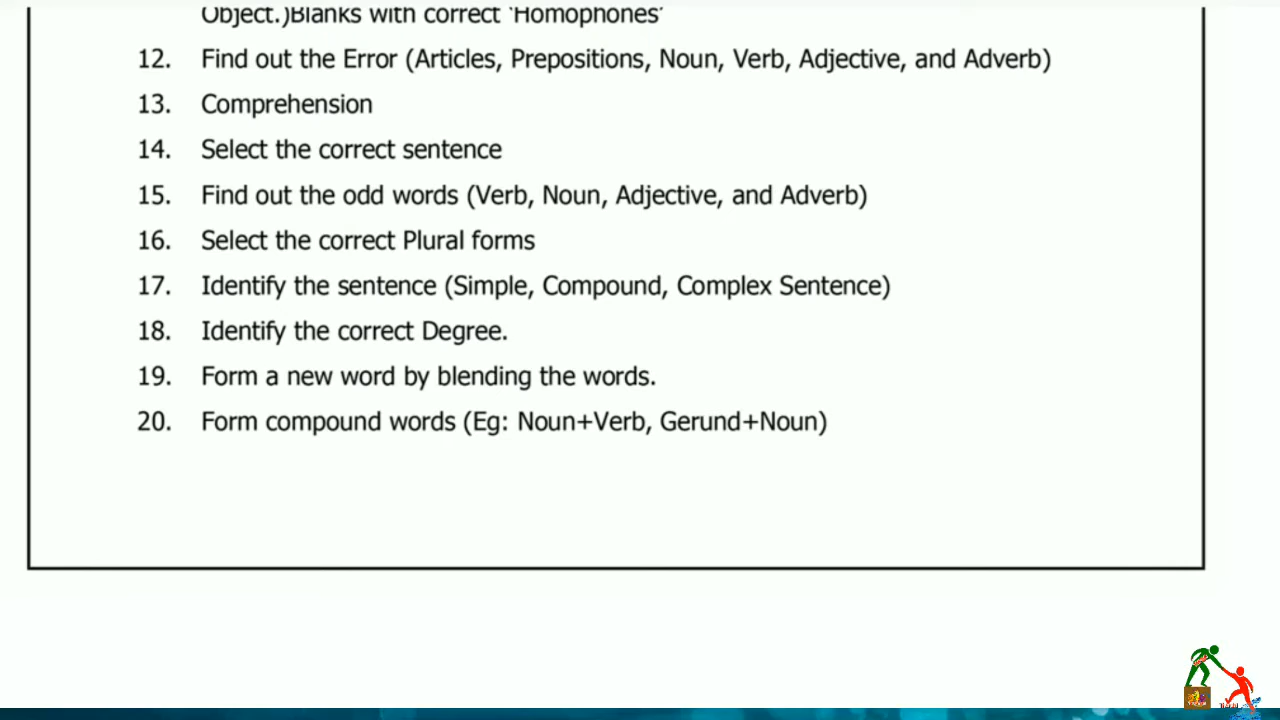 Object.)Blanks with correct 'Homophones'
12. Find out the Error (Articles, Prepositions, Noun, Verb, Adjective, and Adverb)
13. Comprehension
14. Select the correct sentence
15. Find out the odd words (Verb, Noun, Adjective, and Adverb)
16. Select the correct Plural forms
17. Identify the sentence (Simple, Compound, Complex Sentence)
18. Identify the correct Degree.
19. Form a new word by blending the words.
20. Form compound words (Eg: Noun+Verb, Gerund+Noun)